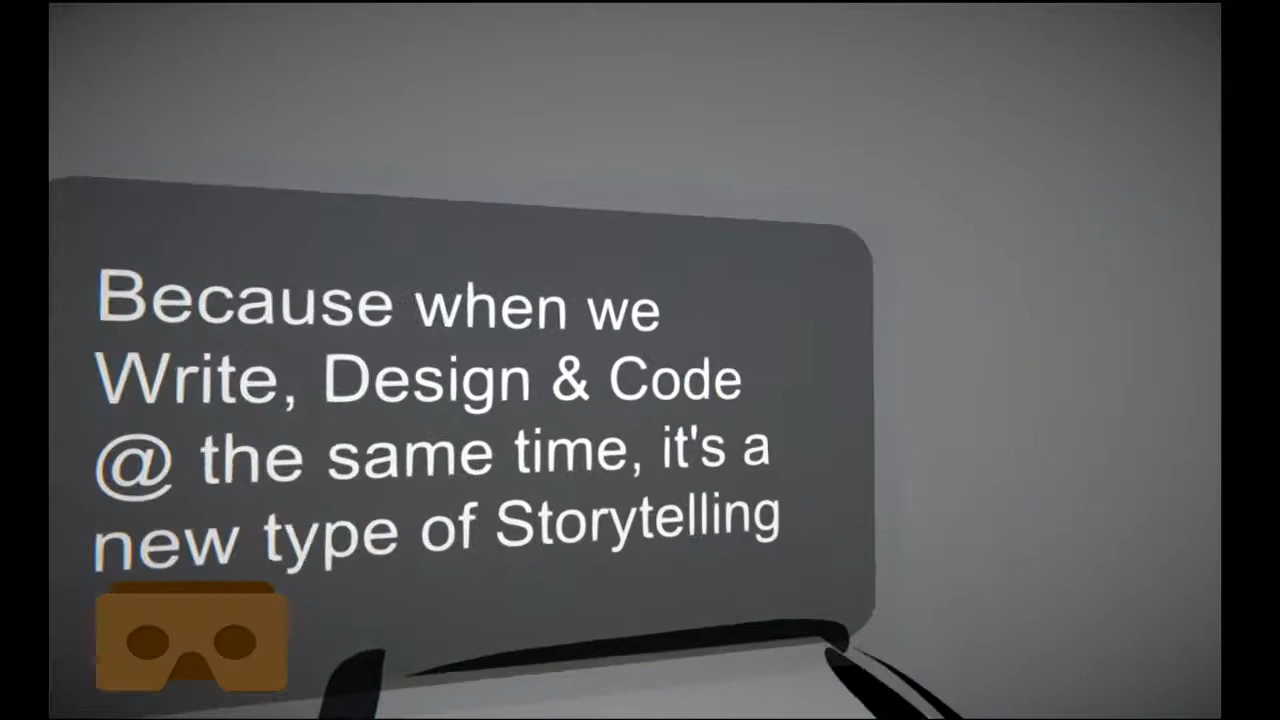 Because when we
Write, Design & Code
@ the same time, it's a
new type of Storytelling